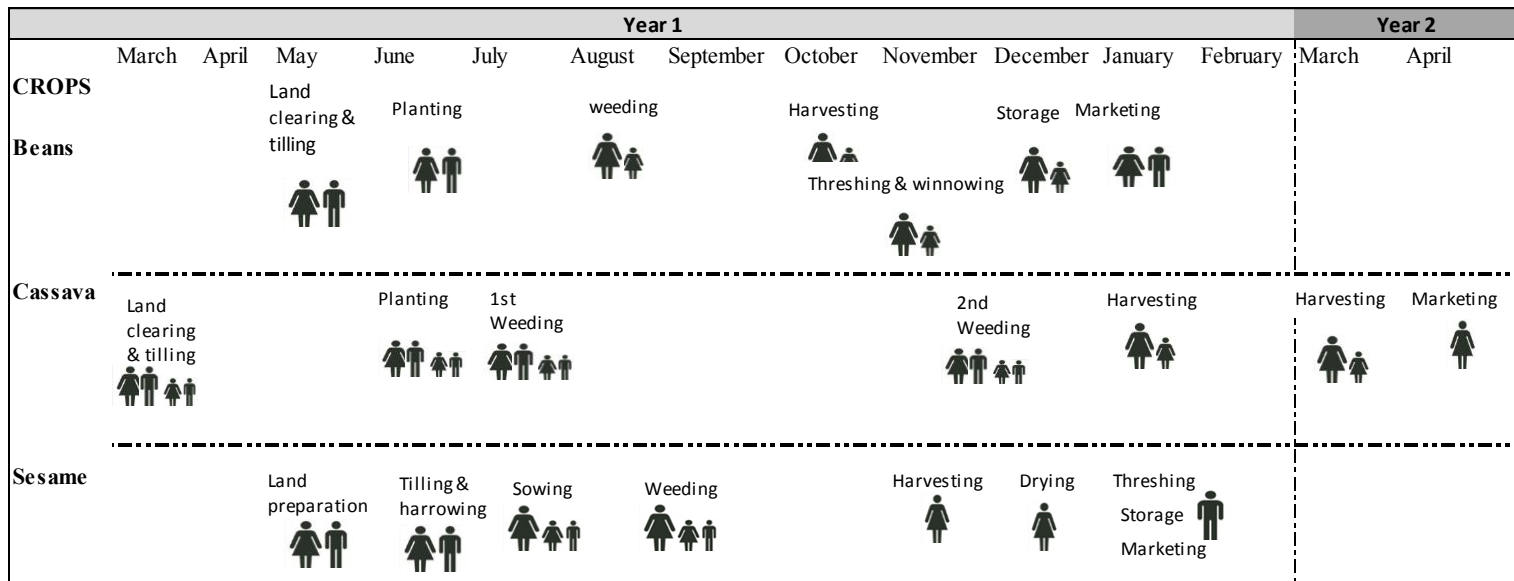 Year 1 Year 2
March April May June July August September October November December January February March April
CROPS
Beans
Land
clearing &
tilling
Planting
weeding
Harvesting
Threshing & winnowing
Storage Marketing
Cassava
Land
clearing
& tilling
Planting
1st
Weeding
2nd
Weeding
Harvesting
Harvesting
Marketing
Sesame
Land
preparation
Tilling &
harrowing
Sowing
Weeding
Harvesting
Drying
Threshing
Storage
Marketing